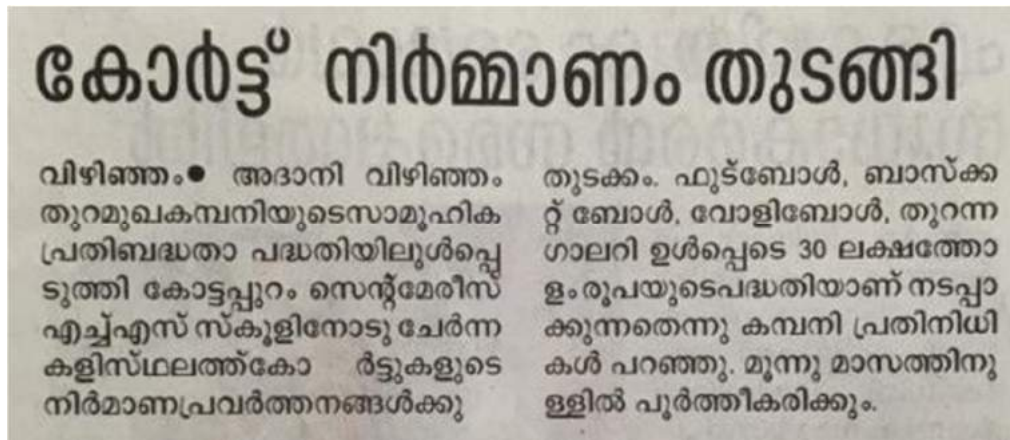 കോർട്ട് നിർമ്മാണം തുടങ്ങി
വിഴിഞ്ഞം● അദാനി വിഴിഞ്ഞം
തുറമുഖകമ്പനിയുടെസാമൂഹിക
പ്രതിബദ്ധതാ പദ്ധതിയിലുൾപ്പെ
ടുത്തി കോട്ടപ്പുറം സെന്റ്മേരീസ്
എച്ച്എസ് സ്കൂളിനോടു ചേർന്ന
കളിസ്ഥലത്ത്കോ ർട്ടുകളുടെ
നിർമാണപ്രവർത്തനങ്ങൾക്കു
തുടക്കം. ഫുട്ബോൾ, ബാസ്ക്ക
റ്റ് ബോൾ, വോളിബോൾ, തുറന്ന
ഗാലറി ഉൾപ്പെടെ 30 ലക്ഷത്തോ
ളംരൂപയുടെപദ്ധതിയാണ് നടപ്പാ
ക്കുന്നതെന്നു കമ്പനി പ്രതിനിധി
കൾ പറഞ്ഞു. മൂന്നു മാസത്തിനു
ള്ളിൽ പൂർത്തീകരിക്കും.